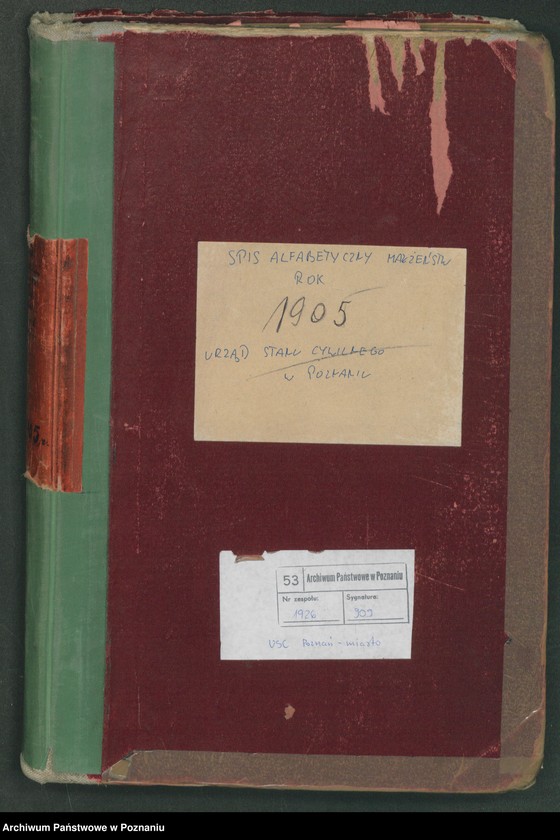 SPIS ALFABETYCZNY MAŁŻEŃSTW
ROK
1905
URZĄD STANU CYWILNEGO
W POZNANIU
53 Archiwum Państwowe w Poznaniu
Nr zespołu: Sygnatura:
1926 999
USC Poznań-miasto
Archiwum Państwowe w Poznaniu